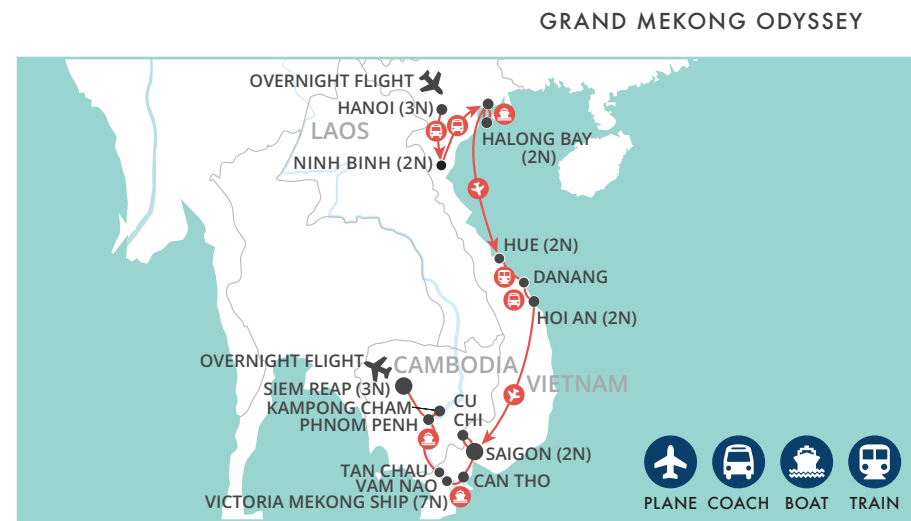 GRAND MEKONG ODYSSEY
OVERNIGHT FLIGHT
HANOI (3N)
LAOS
HALONG BAY
(2N)
NINH BINH (2N)
HUE (2N)
DANANG
HOI AN (2N)
OVERNIGHT FLIGHT
CAMBODIA
SIEM REAP (3N)
VIETNAM
KAMPONG CHAM
PHNOM PENH
CU
CHI
SAIGON (2N)
TAN CHAU
VAM NAO
CAN THO
VICTORIA MEKONG SHIP (7N)
PLANE COACH BOAT TRAIN